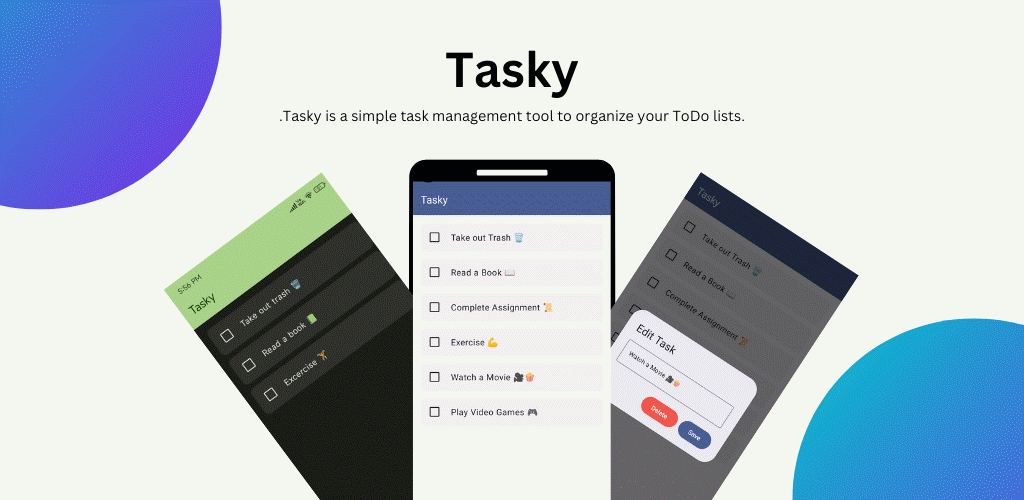 Tasky
.Tasky is a simple task management tool to organize your ToDo lists.
5:56 PM
Tasky
Take out trash 🗑️
Read a book 📗
Excercise 🏋️
Tasky
Take out Trash 🗑️
Read a Book 📖
Complete Assignment 📜
Exercise 💪
Watch a Movie 🎥🍿
Play Video Games 🎮
Tasky
Take out Trash 🗑️
Read a Book 📖
Complete Assignment 📜
Edit Task
Watch a Movie 🎥🍿
Delete
Save